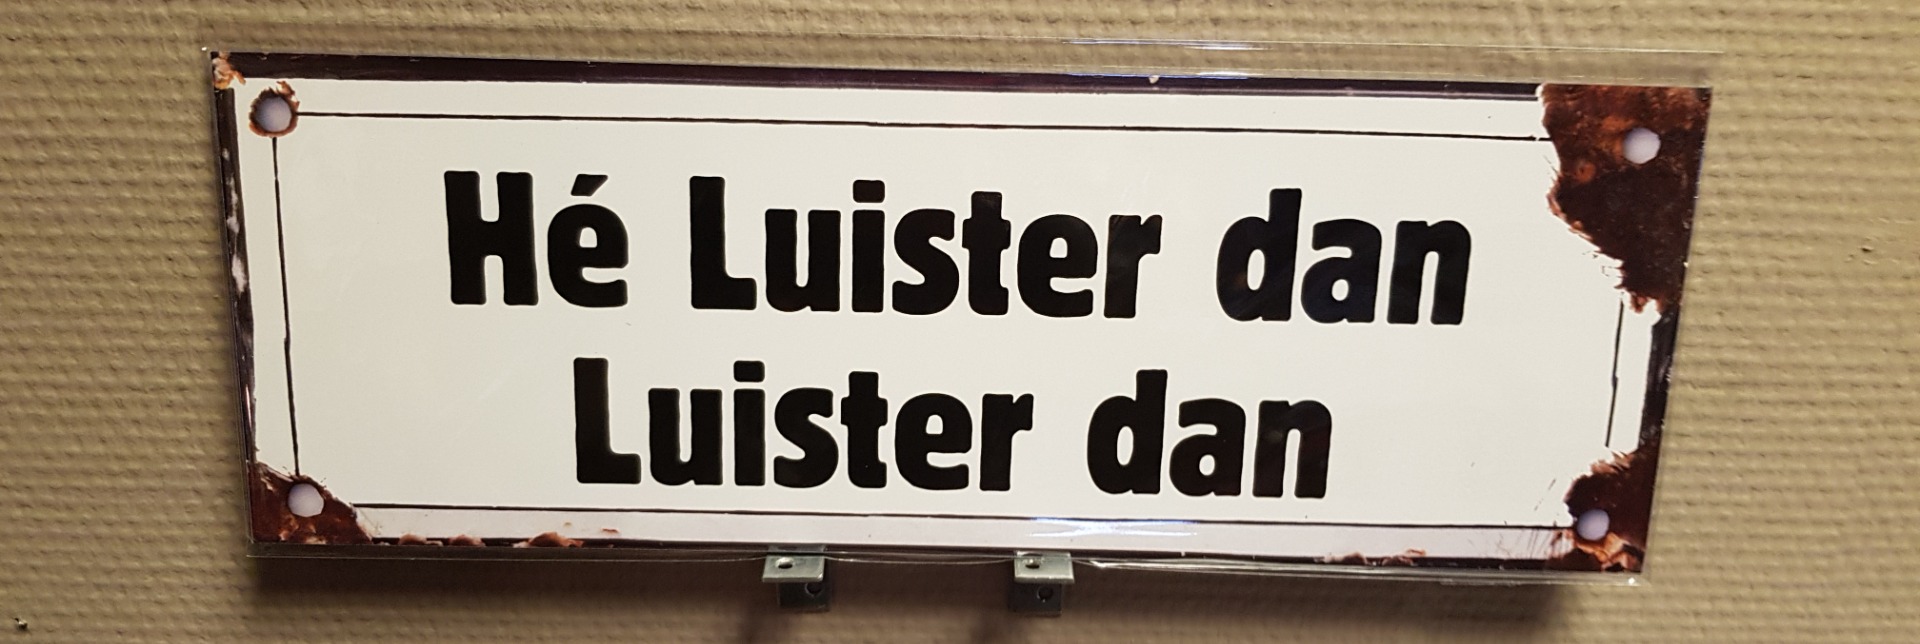 Hé Luister dan
Luister dan